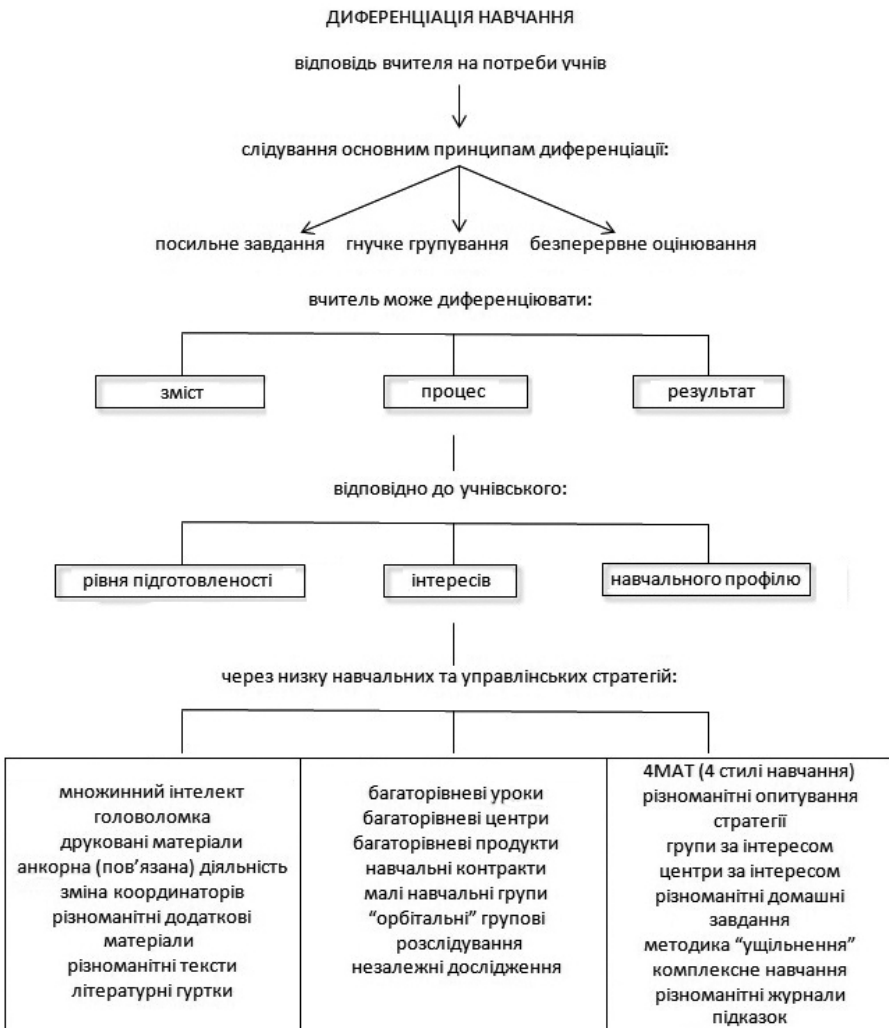 ДИФЕРЕНЦІАЦІЯ НАВЧАННЯ
відповідь вчителя на потреби учнів
слідування основним принципам диференціації:
посильне завдання гнучке групування безперервне оцінювання
вчитель може диференціювати:
зміст процес результат
відповідно до учнівського:
рівня підготовленості інтересів навчального профілю
через низку навчальних та управлінських стратегій:
множинний інтелект
головоломка
друковані матеріали
анкорна (пов’язана) діяльність
зміна координаторів
різноманітні додаткові
матеріали
різноманітні тексти
літературні гуртки
багаторівневі уроки
багаторівневі центри
багаторівневі продукти
навчальні контракти
малі навчальні групи
“орбітальні” групові
розслідування
незалежні дослідження
4МАТ (4 стилі навчання)
різноманітні опитування
стратегії
групи за інтересом
центри за інтересом
різноманітні домашні
завдання
методика “ущільнення”
комплексне навчання
різноманітні журнали
підказок